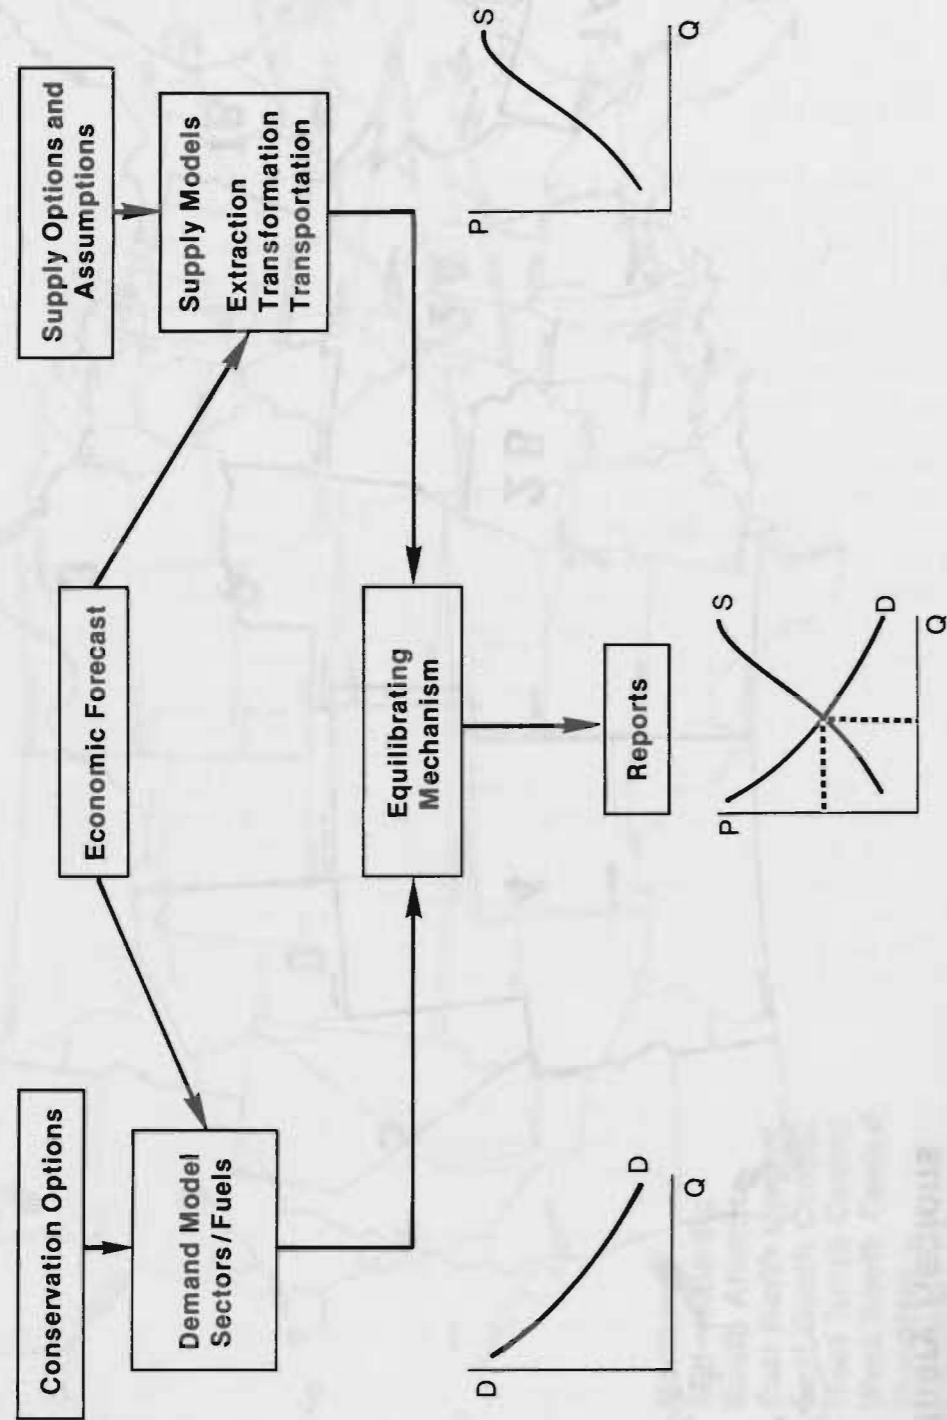 Conservation Options
Economic Forecast
Supply Options and
Assumptions
Demand Model
Sectors/Fuels
Supply Models
Extraction
Transformation
Transportation
Equilibrating
Mechanism
Reports
D
D
Q
P
S
D
Q
P
S
Q